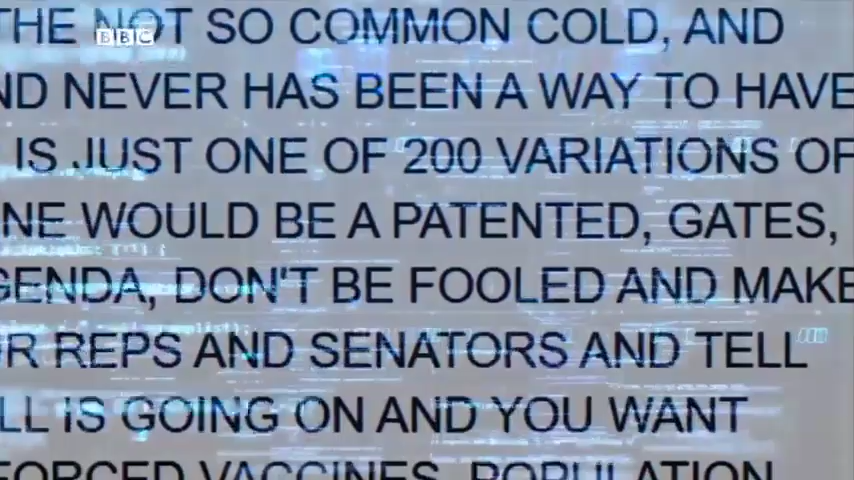 THE NOT SO COMMON COLD, AND
BBC
ND NEVER HAS BEEN A WAY TO HAVE
IS JUST ONE OF 200 VARIATIONS OF
NE WOULD BE A PATENTED, GATES,
GENDA, DON'T BE FOOLED AND MAKE
UR REPS AND SENATORS AND TELL
LL IS GOING ON AND YOU WANT
FORCED VACCINES, POPULATION